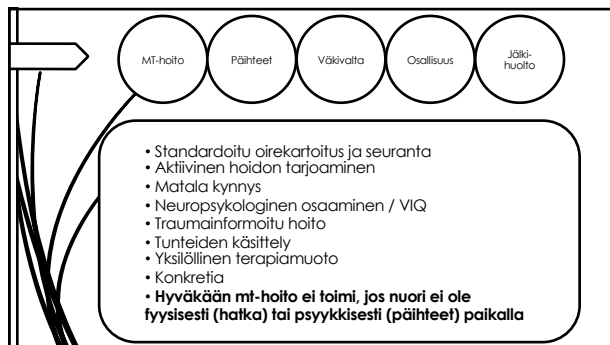 MT-hoito
Päihteet
Väkivalta
Osallisuus
Jälki-
huolto
• Standardoitu oirekartoitus ja seuranta
• Aktiivinen hoidon tarjoaminen
• Matala kynnys
• Neuropsykologinen osaaminen / VIQ
• Traumainformoitu hoito
• Tunteiden käsittely
• Yksilöllinen terapiamuoto
• Konkretia
• Hyväkään mt-hoito ei toimi, jos nuori ei ole
fyysisesti (hatka) tai psyykkisesti (päihteet) paikalla